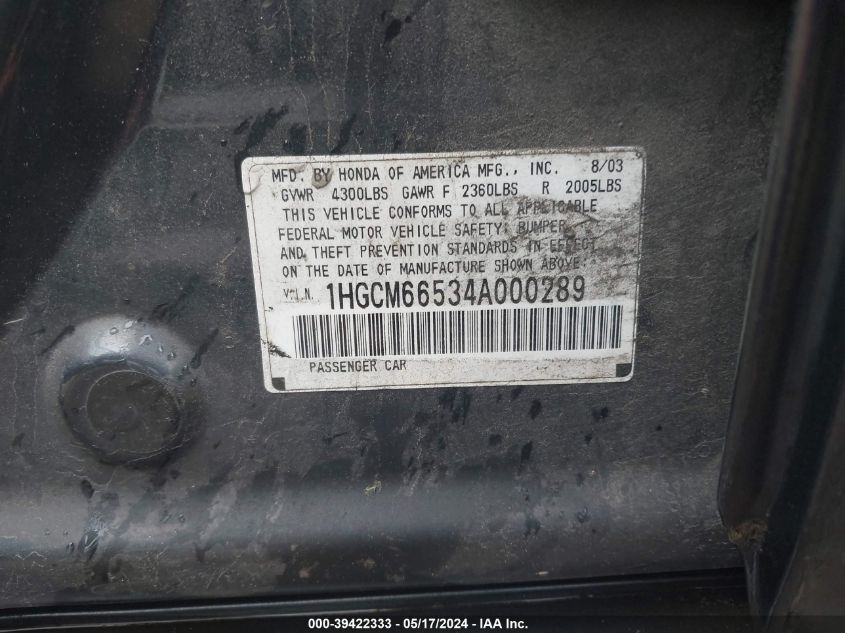 MFD. BY HONDA OF AMERICA MFG., INC. 8/03
GVWR 4300LBS GAWR F 2360LBS R 2005LBS
THIS VEHICLE CONFORMS TO ALL APPLICABLE
FEDERAL MOTOR VEHICLE SAFETY, BUMPER,
AND THEFT PREVENTION STANDARDS IN EFFECT
ON THE DATE OF MANUFACTURE SHOWN ABOVE.
V.I.N. 1HGCM66534A000289
PASSENGER CAR
000-39422333 - 05/17/2024 - IAA Inc.